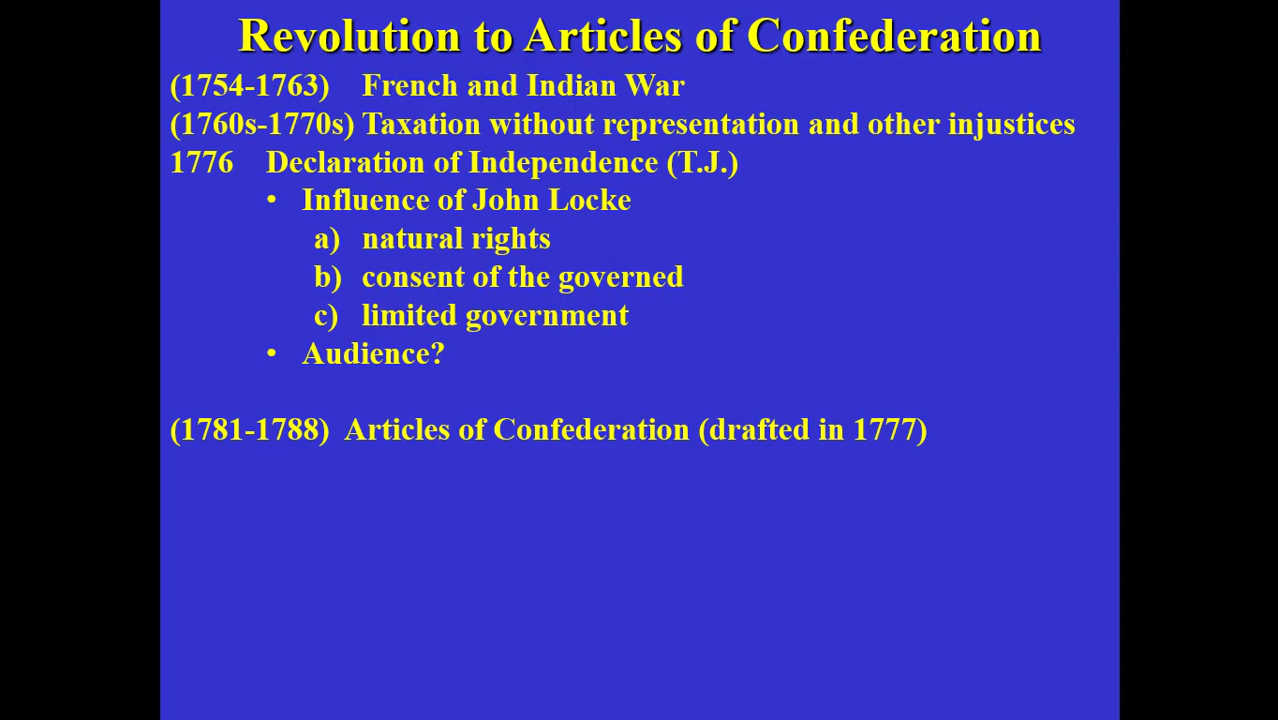 Revolution to Articles of Confederation
(1754-1763) French and Indian War
(1760s-1770s) Taxation without representation and other injustices
1776 Declaration of Independence (T.J.)
• Influence of John Locke
a) natural rights
b) consent of the governed
c) limited government
• Audience?
(1781-1788) Articles of Confederation (drafted in 1777)